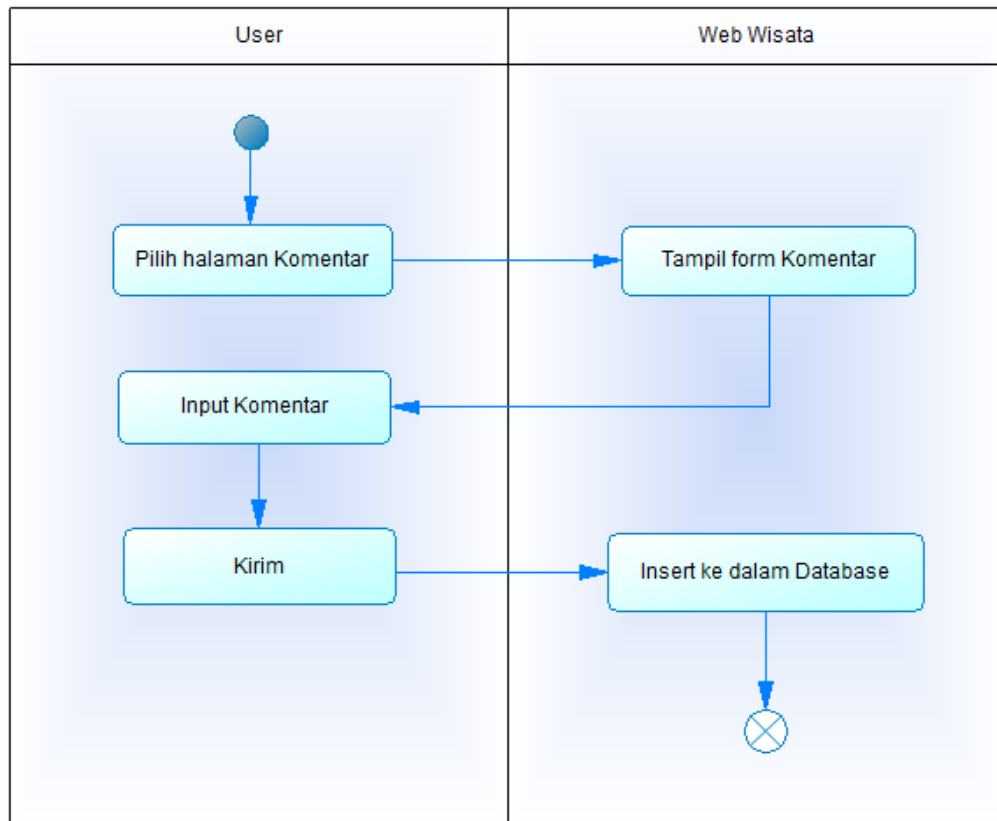 User
Web Wisata
Pilih halaman Komentar
Tampil form Komentar
Input Komentar
Kirim
Insert ke dalam Database